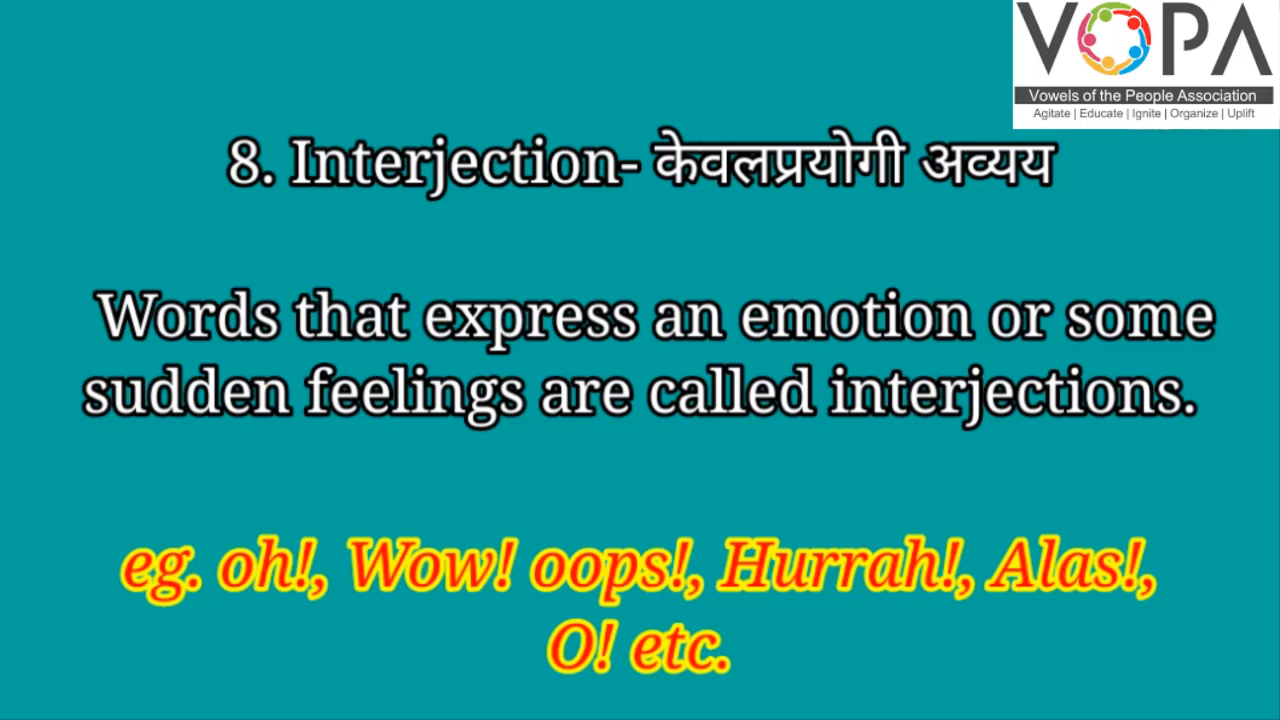 VOPA
Vowels of the People Association
Agitate | Educate | Ignite | Organize | Uplift
8. Interjection- केवलप्रयोगी अव्यय
Words that express an emotion or some
sudden feelings are called interjections.
eg. oh!, Wow! oops!, Hurrah!, Alas!,
O! etc.